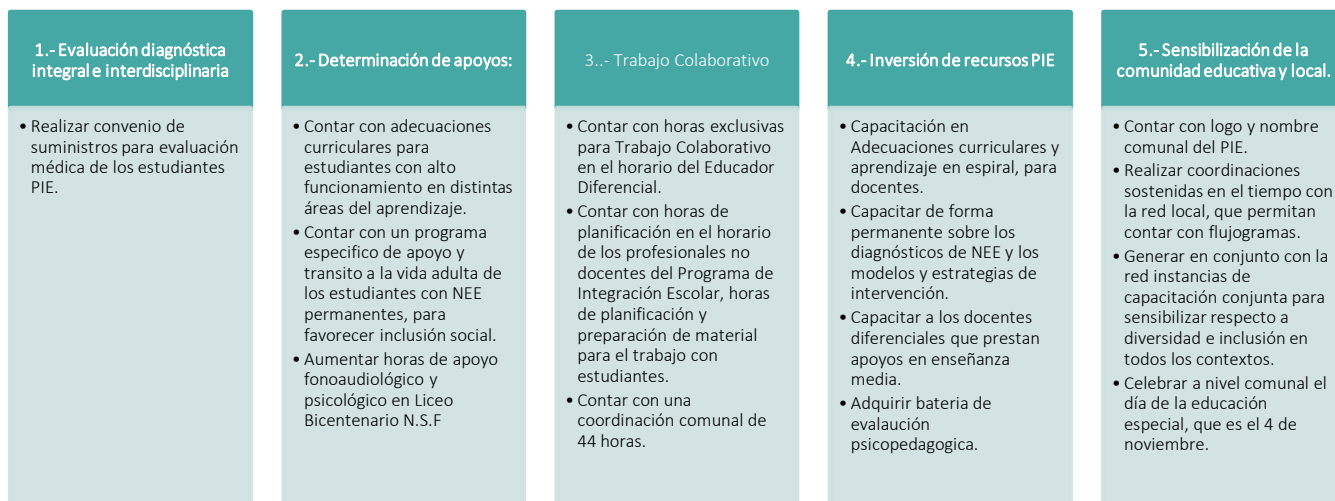 1.- Evaluación diagnóstica
integral e interdisciplinaria
• Realizar convenio de
suministros para evaluación
médica de los estudiantes
PIE.
2.- Determinación de apoyos:
• Contar con adecuaciones
curriculares para
estudiantes con alto
funcionamiento en distintas
áreas del aprendizaje.
• Contar con un programa
especifico de apoyo y
transito a la vida adulta de
los estudiantes con NEE
permanentes, para
favorecer inclusión social.
• Aumentar horas de apoyo
fonoaudiológico y
psicológico en Liceo
Bicentenario N.S.F
3..- Trabajo Colaborativo
• Contar con horas exclusivas
para Trabajo Colaborativo
en el horario del Educador
Diferencial.
• Contar con horas de
planificación en el horario
de los profesionales no
docentes del Programa de
Integración Escolar, horas
de planificación y
preparación de material
para el trabajo con
estudiantes.
• Contar con una
coordinación comunal de
44 horas.
4.- Inversión de recursos PIE
• Capacitación en
Adecuaciones curriculares y
aprendizaje en espiral, para
docentes.
• Capacitar de forma
permanente sobre los
diagnósticos de NEE y los
modelos y estrategias de
intervención.
• Capacitar a los docentes
diferenciales que prestan
apoyos en enseñanza
media.
• Adquirir bateria de
evalaución
psicopedagogica.
5.- Sensibilización de la
comunidad educativa y local.
• Contar con logo y nombre
comunal del PIE.
• Realizar coordinaciones
sostenidas en el tiempo con
la red local, que permitan
contar con flujogramas.
• Generar en conjunto con la
red instancias de
capacitación conjunta para
sensibilizar respecto a
diversidad e inclusión en
todos los contextos.
• Celebrar a nivel comunal el
día de la educación
especial, que es el 4 de
noviembre.